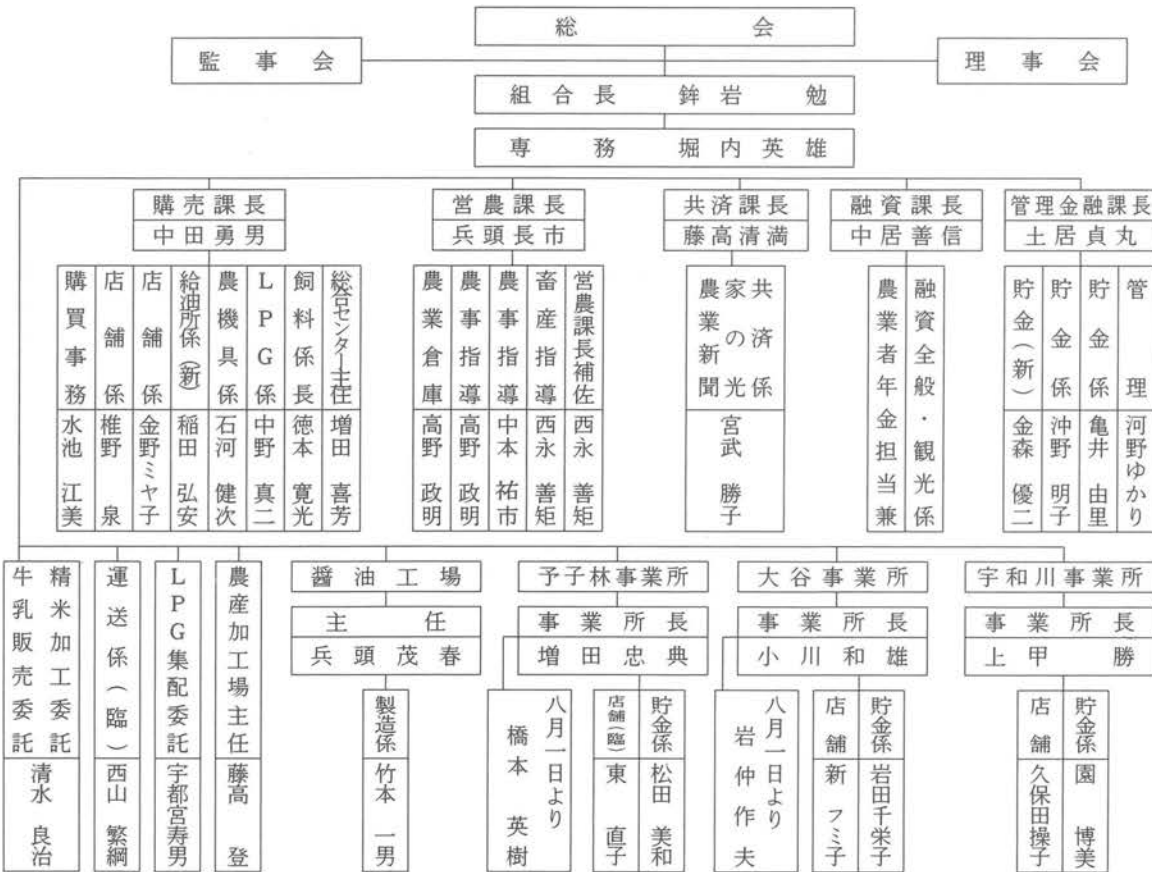 総会
監事会
理事会
組合長 鉾岩 勉
専務 堀内英雄
購売課長
中田勇男
購買事務 水池 江美
店舗係 椎野 泉
店舗係 金野ミヤ子
給油所係(新) 稲田 弘安
農機具係 石河 健次
LPG係 中野 真二
飼料係長 徳本 寛光
総合センター主任 増田 喜芳
営農課長
兵頭長市
農業倉庫 高野 政明
農事指導 高野 政明
農事指導 中本 祐市
畜産指導 西永 善矩
営農課長補佐 西永 善矩
共済課長
藤高清満
共済係
家の光
農業新聞
宮武 勝子
融資課長
中居善信
融資全般・観光係
農業者年金担当兼
管理金融課長
土居貞丸
貯金(新) 金森 優二
貯金係 沖野 明子
貯金係 亀井 由里
管理 河野ゆかり
精米加工委託
牛乳販売委託
清水 良治
運送係(臨) 西山 繁綱
LPG集配委託 宇都宮寿男
農産加工場主任 藤高 登
醤油工場
主任
兵頭茂春
製造係 竹本 一男
予子林事業所
事業所長
増田忠典
八月一日より
橋本 英樹
店舗(臨) 東 直子
貯金係 松田 美和
大谷事業所
事業所長
小川和雄
八月一日より
岩仲作夫
店舗 新 フミ子
貯金係 岩田千栄子
宇和川事業所
事業所長
上甲 勝
店舗 久保田操子
貯金係 園 博美